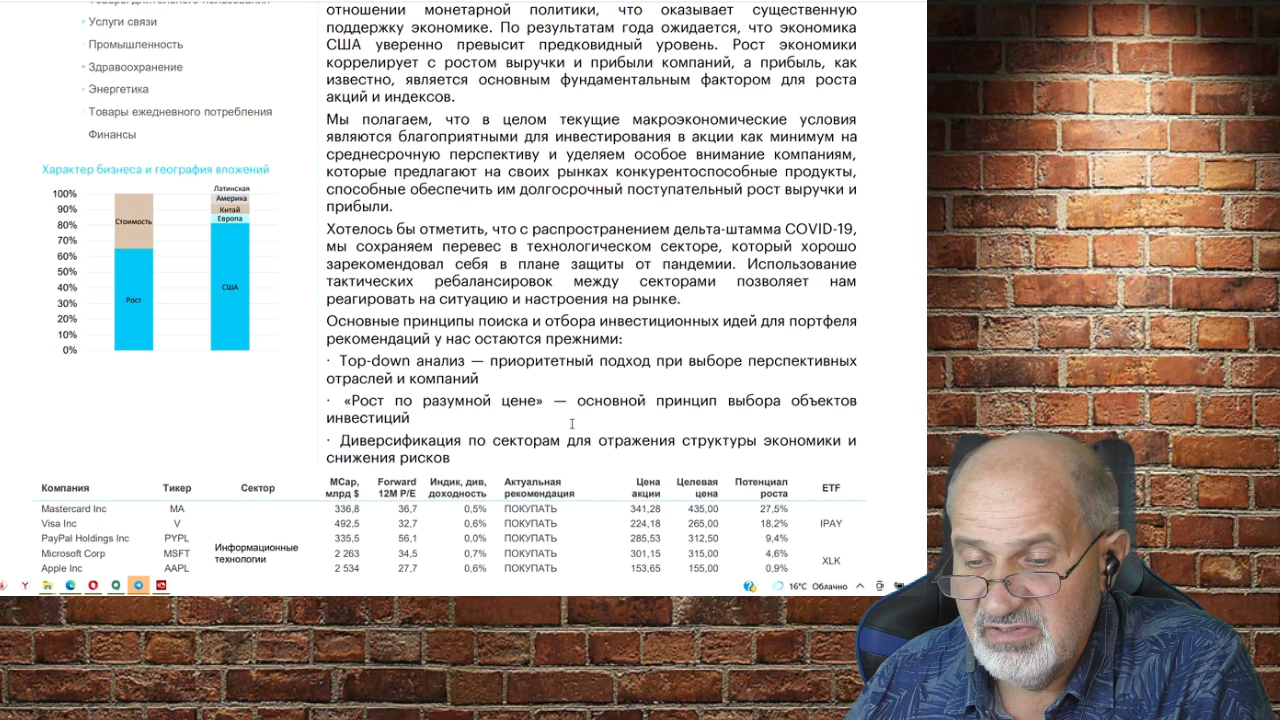 Услуги связи
Промышленность
Здравоохранение
Энергетика
Товары ежедневного потребления
Финансы
Характер бизнеса и география вложений
100%
90%
80%
70%
60%
50%
40%
30%
20%
10%
0%
Стоимость
Рост
Латинская
Америка
Китай
Европа
США
отношении монетарной политики, что оказывает существенную
поддержку экономике. По результатам года ожидается, что экономика
США уверенно превысит предковидный уровень. Рост экономики
коррелирует с ростом выручки и прибыли компаний, а прибыль, как
известно, является основным фундаментальным фактором для роста
акций и индексов.
Мы полагаем, что в целом текущие макроэкономические условия
являются благоприятными для инвестирования в акции как минимум на
среднесрочную перспективу и уделяем особое внимание компаниям,
которые предлагают на своих рынках конкурентоспособные продукты,
способные обеспечить им долгосрочный поступательный рост выручки и
прибыли.
Хотелось бы отметить, что с распространением дельта-штамма COVID-19,
мы сохраняем перевес в технологическом секторе, который хорошо
зарекомендовал себя в плане защиты от пандемии. Использование
тактических ребалансировок между секторами позволяет нам
реагировать на ситуацию и настроения на рынке.
Основные принципы поиска и отбора инвестиционных идей для портфеля
рекомендаций у нас остаются прежними:
· Top-down анализ — приоритетный подход при выборе перспективных
отраслей и компаний
· «Рост по разумной цене» — основной принцип выбора объектов
инвестиций
· Диверсификация по секторам для отражения структуры экономики и
снижения рисков
Компания Тикер Сектор МCap, млрд $ Forward 12M P/E Индик, див, доходность Актуальная рекомендация Цена акции Целевая цена Потенциал роста ETF
Mastercard Inc MA 336,8 36,7 0,5% ПОКУПАТЬ 341,28 435,00 27,5%
Visa Inc V 492,5 32,7 0,6% ПОКУПАТЬ 224,18 265,00 18,2% IPAY
PayPal Holdings Inc PYPL 335,5 56,1 0,0% ПОКУПАТЬ 285,53 312,50 9,4%
Информационные
технологии
Microsoft Corp MSFT 2 263 34,5 0,7% ПОКУПАТЬ 301,15 315,00 4,6%
XLK
Apple Inc AAPL 2 534 27,7 0,6% ПОКУПАТЬ 153,65 155,00 0,9%
16°C Облачно